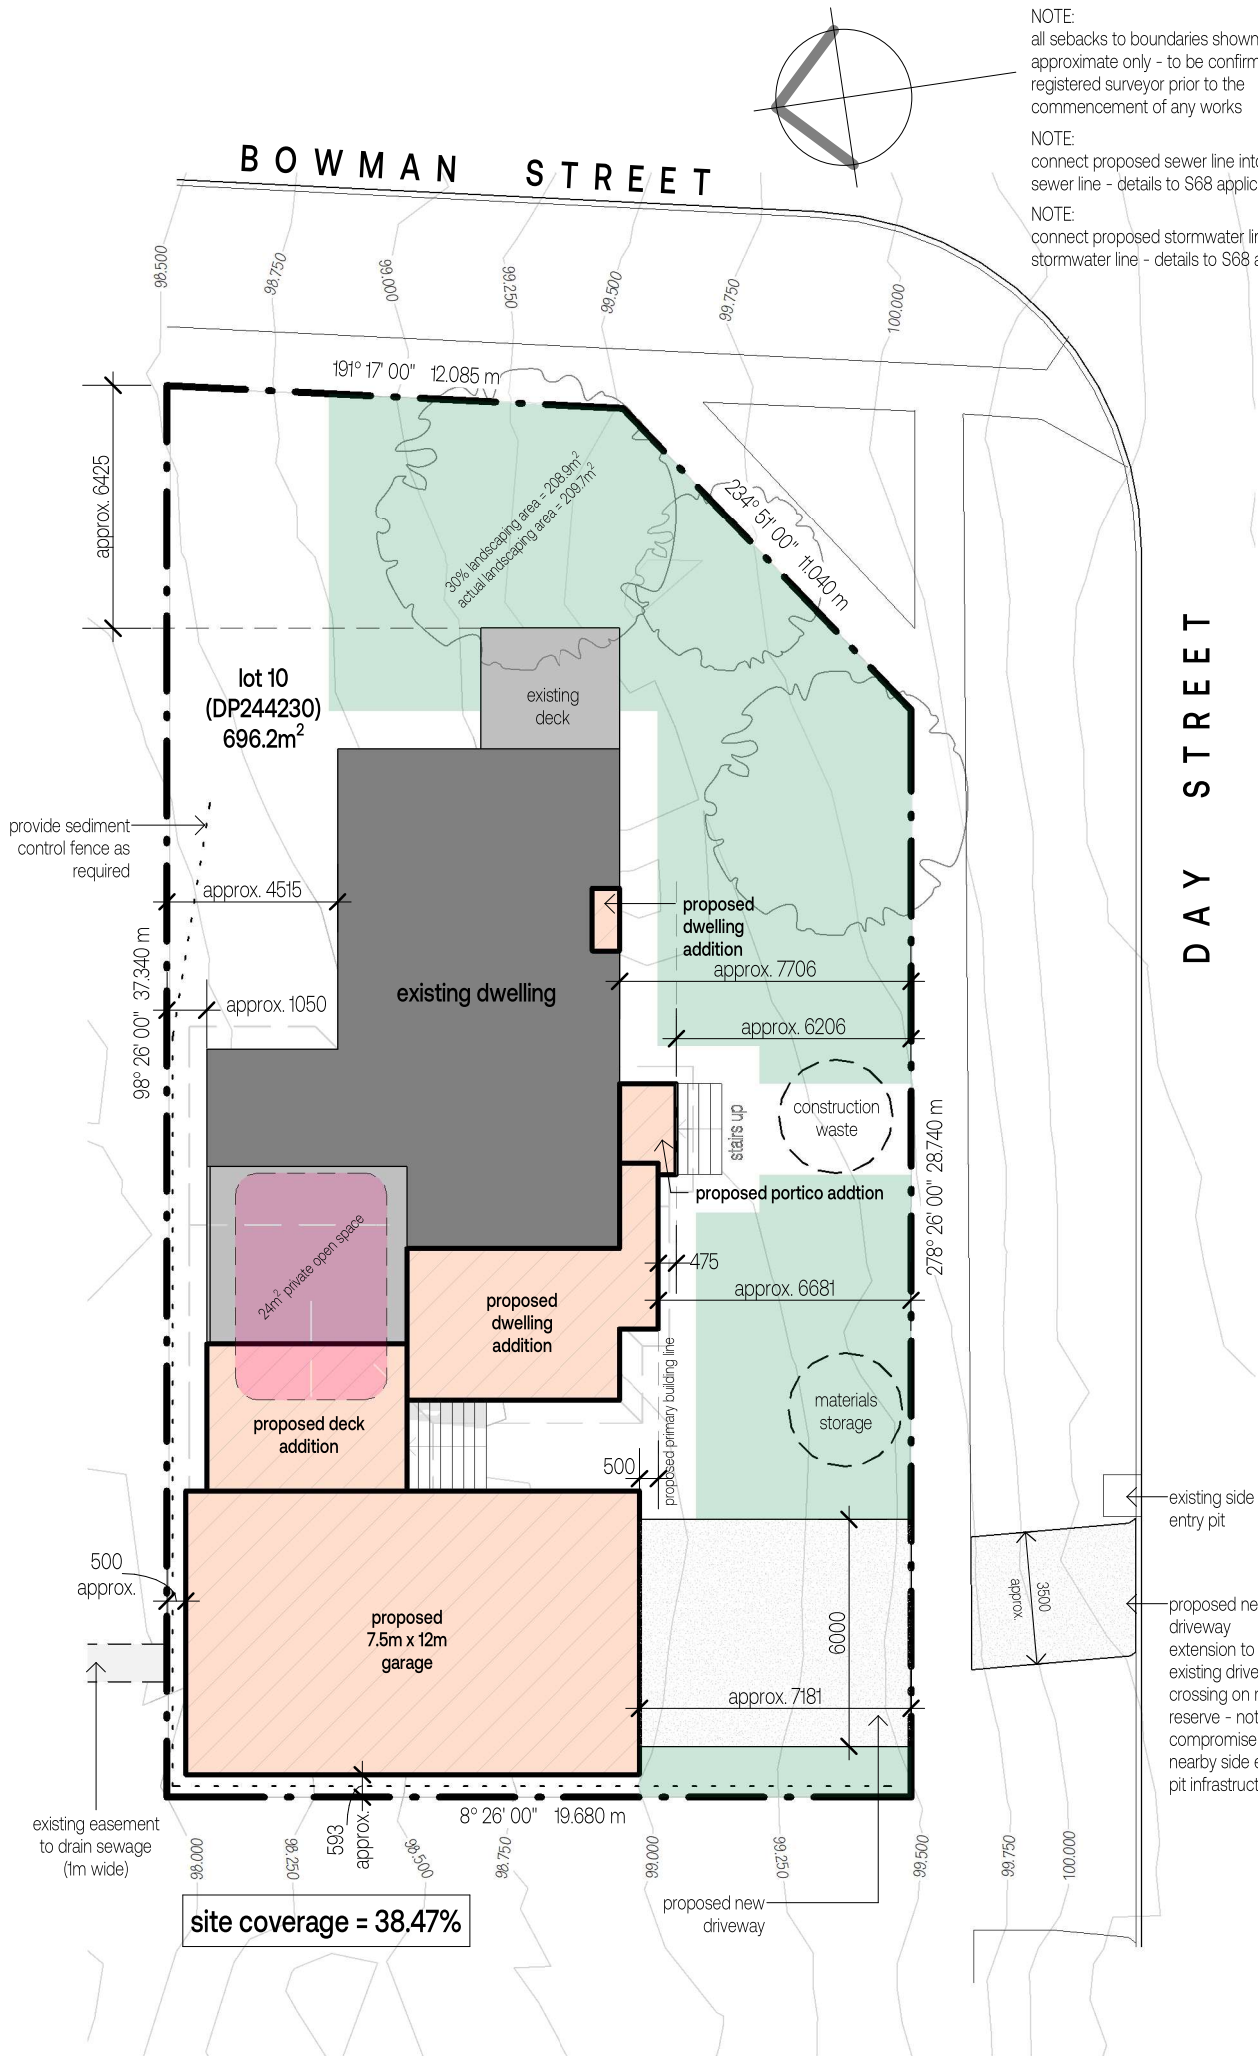 NOTE:
all sebacks to boundaries shown
approximate only - to be confirm
registered surveyor prior to the
commencement of any works
NOTE:
connect proposed sewer line into
sewer line - details to S68 applic
NOTE:
connect proposed stormwater lin
stormwater line - details to S68 a
BOWMAN STREET
98.500
98.750
99.000
99.250
99.500
99.750
100.000
191° 17' 00" 12.085 m
approx. 6425
30% landscaping area = 208.9m²
actual landscaping area = 209.7m²
234° 51' 00" 11.040 m
DAY STREET
lot 10
(DP244230)
696.2m²
existing
deck
provide sediment
control fence as
required
approx. 4515
proposed
dwelling
addition
approx. 7706
98° 26' 00" 37.340 m
approx. 1050
existing dwelling
approx. 6206
construction
waste
stairs up
278° 26' 00" 28.740 m
proposed portico addtion
24m² private open space
475
approx. 6681
proposed
dwelling
addition
proposed primary building line
materials
storage
proposed deck
addition
500
existing side
entry pit
500
approx.
3500
approx.
proposed
7.5m x 12m
garage
6000
proposed ne
driveway
extension to
existing drive
crossing on r
reserve - not
compromise
nearby side e
pit infrastruct
approx. 7181
existing easement
to drain sewage
(1m wide)
593
approx.
8° 26' 00" 19.680 m
98.000
98.250
98.500
98.750
99.000
99.250
99.500
99.750
100.000
proposed new
driveway
site coverage = 38.47%